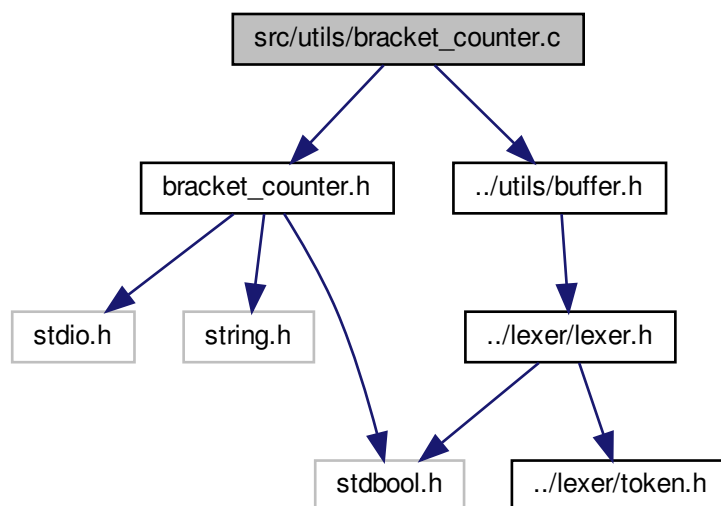 src/utils/bracket_counter.c
bracket_counter.h
../utils/buffer.h
stdio.h
string.h
../lexer/lexer.h
stdbool.h
../lexer/token.h